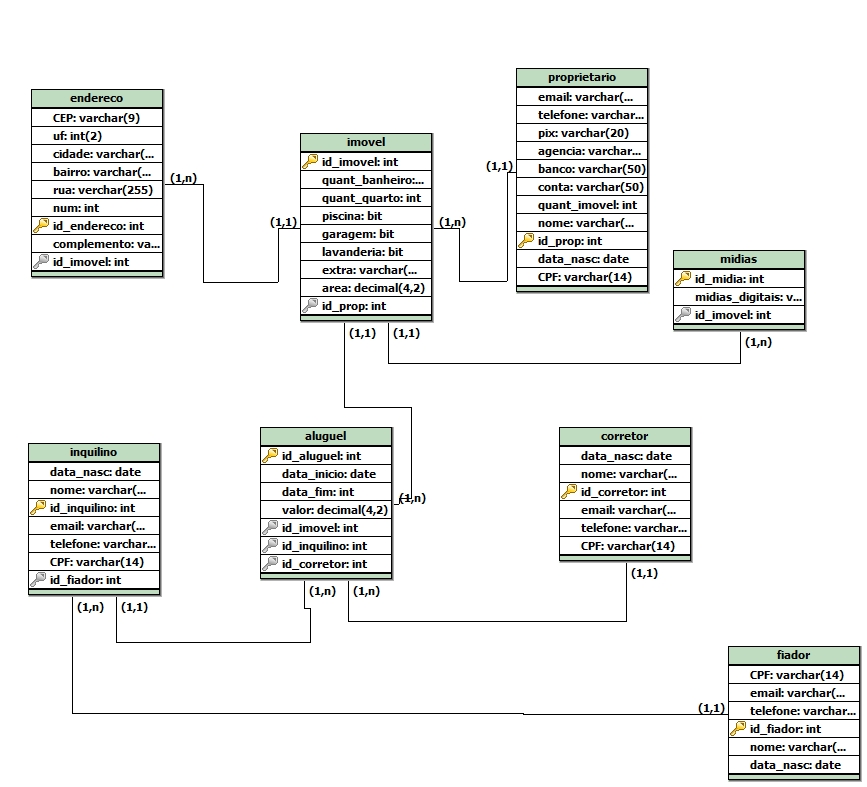 endereco
CEP: varchar(9)
uf: int(2)
cidade: varchar(...
bairro: varchar(...
rua: verchar(255)
num: int
id_endereco: int
complemento: va...
id_imovel: int
(1,n)
(1,1)
imovel
id_imovel: int
quant_banheiro:...
quant_quarto: int
piscina: bit
garagem: bit
lavanderia: bit
extra: varchar(...
area: decimal(4,2)
id_prop: int
(1,n)
(1,1)
proprietario
email: varchar(...
telefone: varchar...
pix: varchar(20)
agencia: varchar...
banco: varchar(50)
conta: varchar(50)
quant_imovel: int
nome: varchar(...
id_prop: int
data_nasc: date
CPF: varchar(14)
midias
id_midia: int
midias_digitais: v...
id_imovel: int
(1,n)
(1,1)
(1,1)
inquilino
data_nasc: date
nome: varchar(...
id_inquilino: int
email: varchar(...
telefone: varchar...
CPF: varchar(14)
id_fiador: int
(1,n)
(1,1)
aluguel
id_aluguel: int
data_inicio: date
data_fim: int
valor: decimal(4,2)
id_imovel: int
id_inquilino: int
id_corretor: int
(1,n)
(1,n)
(1,n)
corretor
data_nasc: date
nome: varchar(...
id_corretor: int
email: varchar(...
telefone: varchar...
CPF: varchar(14)
(1,1)
(1,1)
fiador
CPF: varchar(14)
email: varchar(...
telefone: varchar...
id_fiador: int
nome: varchar(...
data_nasc: date